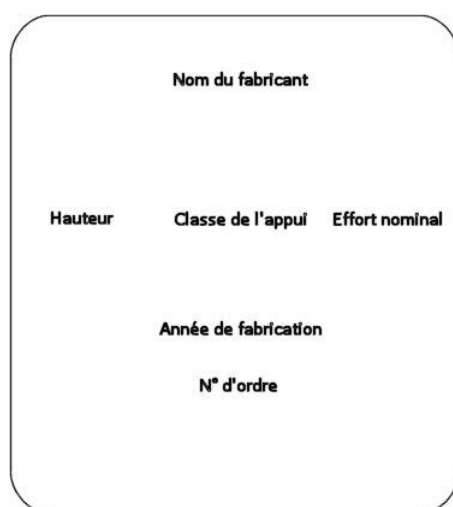 Nom du fabricant
Hauteur Classe de l'appui Effort nominal
Année de fabrication
N° d'ordre